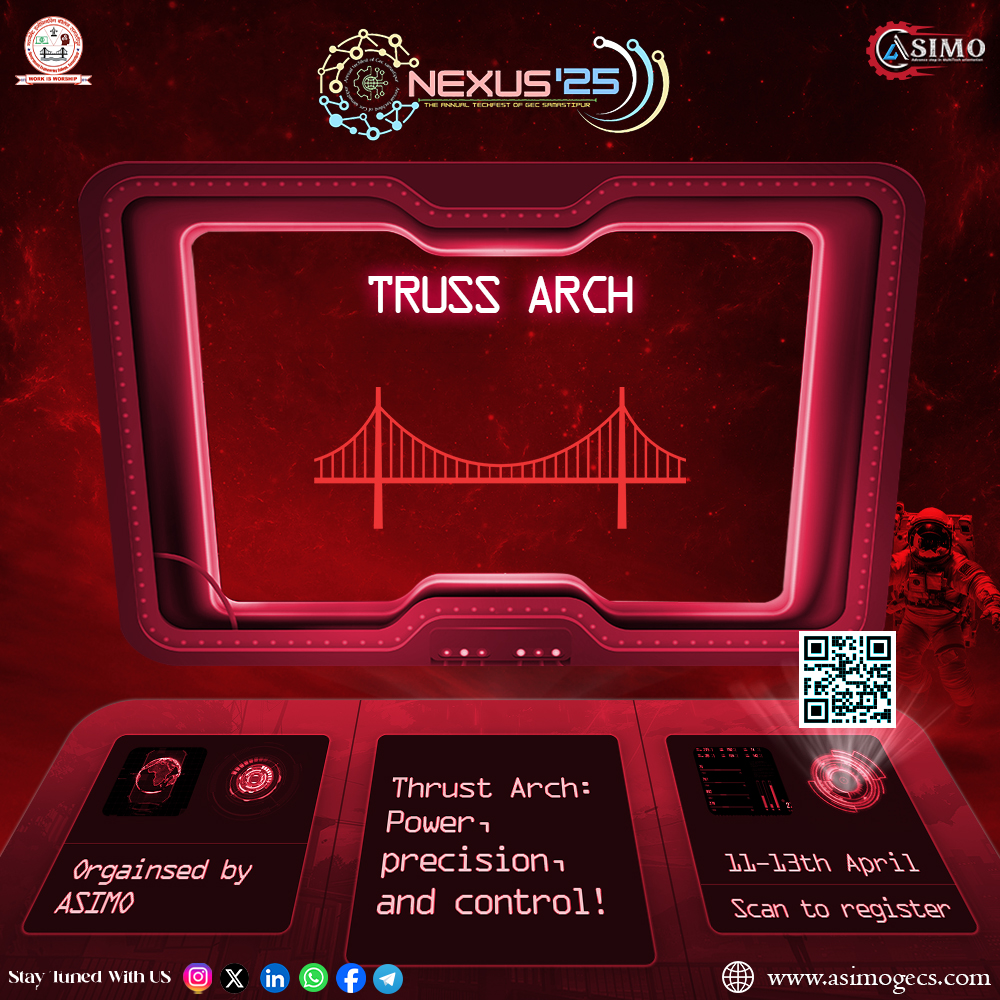 WORK IS WORSHIP
NEXUS'25
THE ANNUAL TECHFEST OF GEC SAMASTIPUR
ASIMO
TRUSS ARCH
Thrust Arch:
Power,
precision,
and control!
Orgainsed by
ASIMO
11-13th April
Scan to register
Stay Tuned With US
www.asimogecs.com